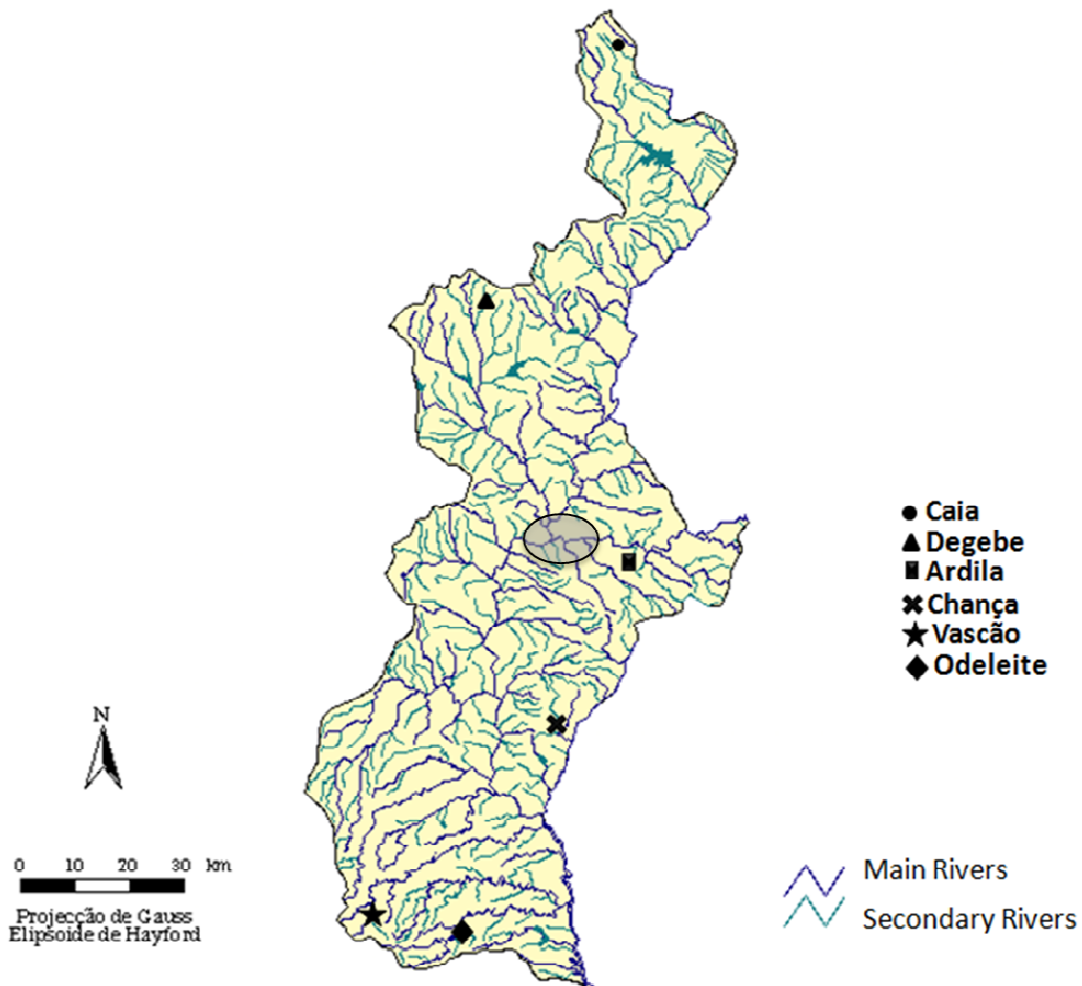 Caia
Degebe
Ardila
Chança
Vascão
Odeleite
N
0 10 20 30 km
Projecção de Gauss
Elipsoide de Hayford
Main Rivers
Secondary Rivers